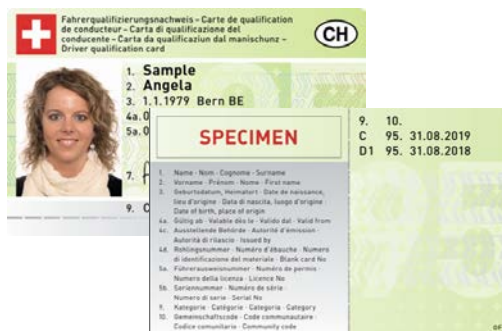 Fahrerqualifizierungsnachweis – Carte de qualification
de conducteur – Carta di qualificazione del
conducente – Carta da qualificaziun dal manischunz –
Driver qualification card
CH
1. Sample
2. Angela
3. 1.1.1979 Bern BE
4a. 0
5a. 0
7.
9. C
SPECIMEN
1. Name · Nom · Cognome · Surname
2. Vorname · Prénom · Nome · First name
3. Geburtsdatum, Heimatort · Date de naissance,
lieu d'origine · Data di nascita, luogo d'origine
Date of birth, place of origin
4a. Gültig ab · Valable dès le · Valido dal · Valid from
4c. Ausstellende Behörde · Autorité d'émission ·
Autorità di rilascio · Issued by
4d. Rohlingsnummer · Numéro d'ébauche · Numero
di identificazione del materiale · Blank card No
5a. Führerausweisnummer · Numéro de permis ·
Numero della licenza · Licence No
5b. Seriennummer · Numéro de série ·
Numero di serie · Serial No
9. Kategorie · Catégorie · Categoria · Category
10. Gemeinschaftscode · Code communautaire ·
Codice comunitario · Community code
9. 10.
C 95. 31.08.2019
D1 95. 31.08.2018